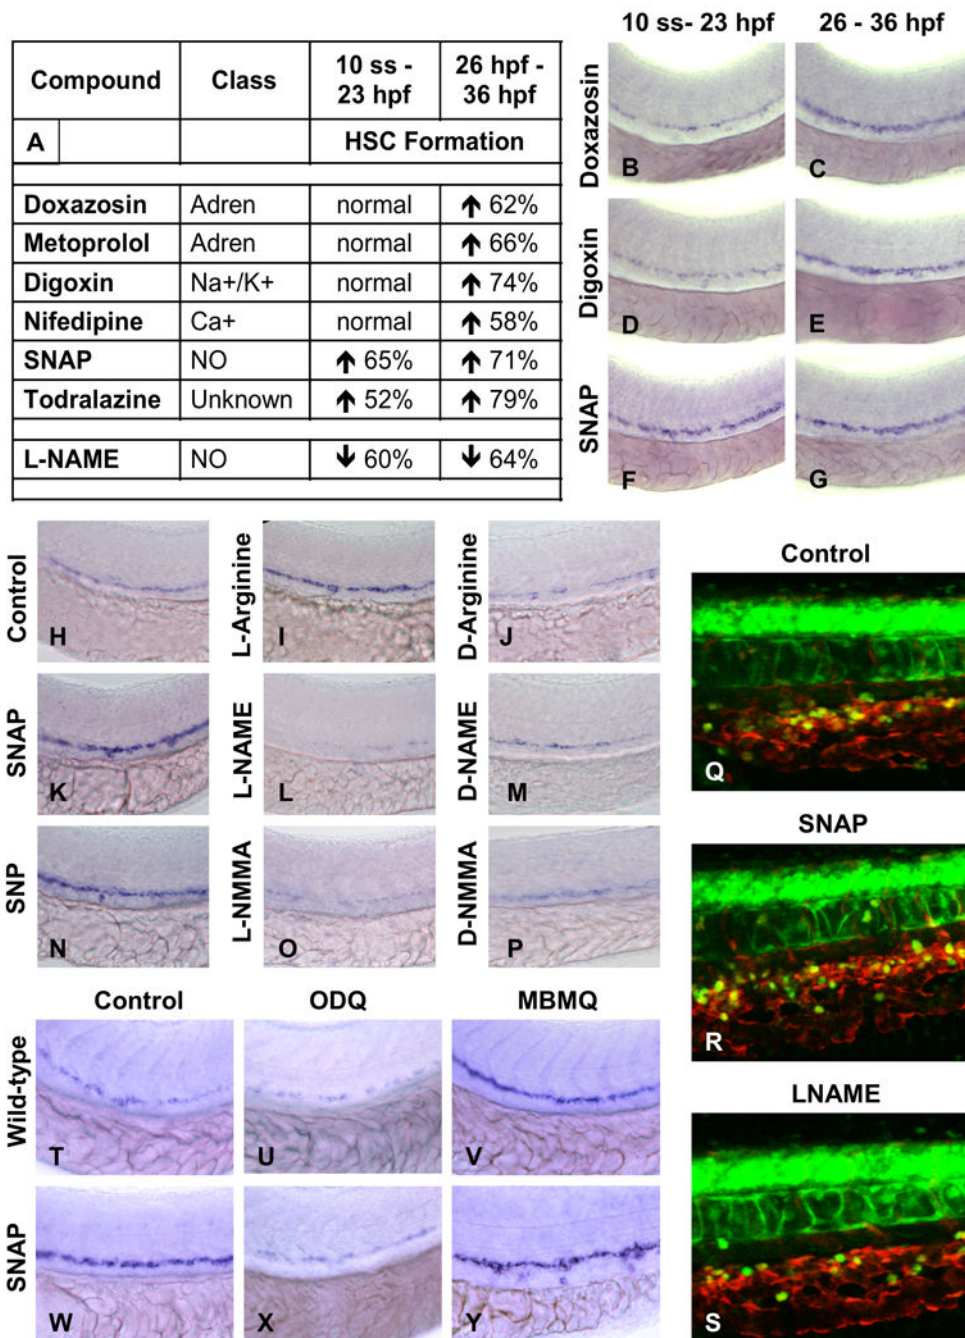 Compound Class 10 ss - 23 hpf 26 hpf - 36 hpf
A HSC Formation
Doxazosin Adren normal ↑ 62%
Metoprolol Adren normal ↑ 66%
Digoxin Na+/K+ normal ↑ 74%
Nifedipine Ca+ normal ↑ 58%
SNAP NO ↑ 65% ↑ 71%
Todralazine Unknown ↑ 52% ↑ 79%
L-NAME NO ↓ 60% ↓ 64%
10 ss- 23 hpf 26 - 36 hpf
Doxazosin
B C
Digoxin
D E
SNAP
F G
Control
H
L-Arginine
I
D-Arginine
J
SNAP
K
L-NAME
L
D-NAME
M
SNP
N
L-NMMA
O
D-NMMA
P
Control
Q
SNAP
R
LNAME
S
Control ODQ MBMQ
Wild-type
T U V
SNAP
W X Y